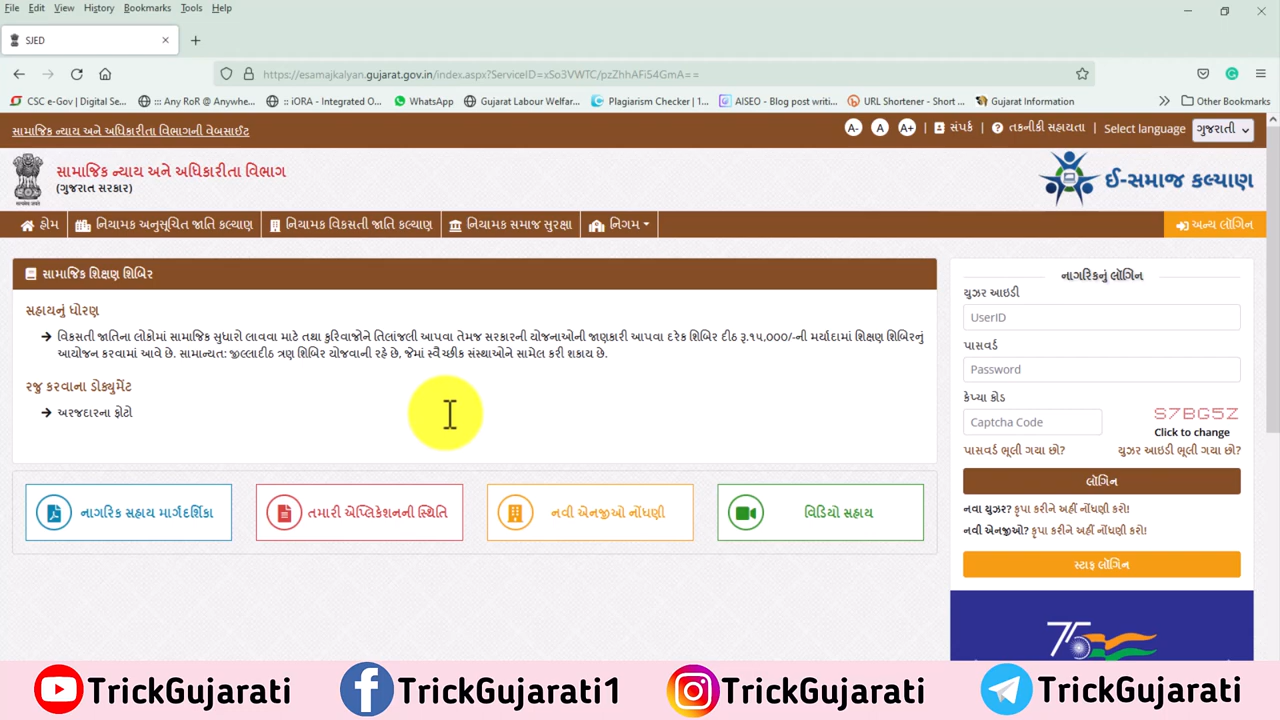 File Edit View History Bookmarks Tools Help
SJED
https://esamajkalyan.gujarat.gov.in/index.aspx?ServiceID=xSo3VWTC/pzZhhAFi54GmA==
CSC e-Gov | Digital Se... ::: Any RoR @ Anywhe... :: iORA - Integrated O... WhatsApp Gujarat Labour Welfar... Plagiarism Checker | 1... AISEO - Blog post writi... URL Shortener - Short ... Gujarat Information Other Bookmarks
સામાજિક ન્યાય અને અધિકારીતા વિભાગની વેબસાઈટ A- A A+ સંપર્ક | તકનીકી સહાયતા | Select language ગુજરાતી
સામાજિક ન્યાય અને અધિકારીતા વિભાગ
(ગુજરાત સરકાર)
ઈ-સમાજ કલ્યાણ
હોમ નિયામક અનુસૂચિત જાતિ કલ્યાણ નિયામક વિકસતી જાતિ કલ્યાણ નિયામક સમાજ સુરક્ષા નિગમ અન્ય લૉગિન
સામાજિક શિક્ષણ શિબિર
સહાયનું ધોરણ
વિકસતી જાતિના લોકોમાં સામાજિક સુધારો લાવવા માટે તથા કુરિવાજોને તિલાંજલી આપવા તેમજ સરકારની યોજનાઓની જાણકારી આપવા દરેક શિબિર દીઠ રૂ.૧૫,૦૦૦/-ની મર્યાદામાં શિક્ષણ શિબિરનું
આયોજન કરવામાં આવે છે. સામાન્યત: જીલ્લાદીઠ ત્રણ શિબિર યોજવાની રહે છે, જેમાં સ્વૈચ્છીક સંસ્થાઓને સામેલ કરી શકાય છે.
રજુ કરવાના ડોક્યુમેંટ
અરજદારના ફોટો
નાગરિક સહાય માર્ગદર્શિકા
તમારી એપ્લિકેશનની સ્થિતિ
નવી એનજીઓ નોંધણી
વિડિયો સહાય
નાગરિકનું લૉગિન
યુઝર આઇડી
UserID
પાસવર્ડ
Password
કેપ્ચા કોડ
Captcha Code
S7BG5Z
Click to change
પાસવર્ડ ભૂલી ગયા છો? યુઝર આઇડી ભૂલી ગયા છો?
લૉગિન
નવા યુઝર? કૃપા કરીને અહીં નોંધણી કરો!
નવી એનજીઓ? કૃપા કરીને અહીં નોંધણી કરો!
સ્ટાફ લૉગિન
75
TrickGujarati TrickGujarati1 TrickGujarati TrickGujarati